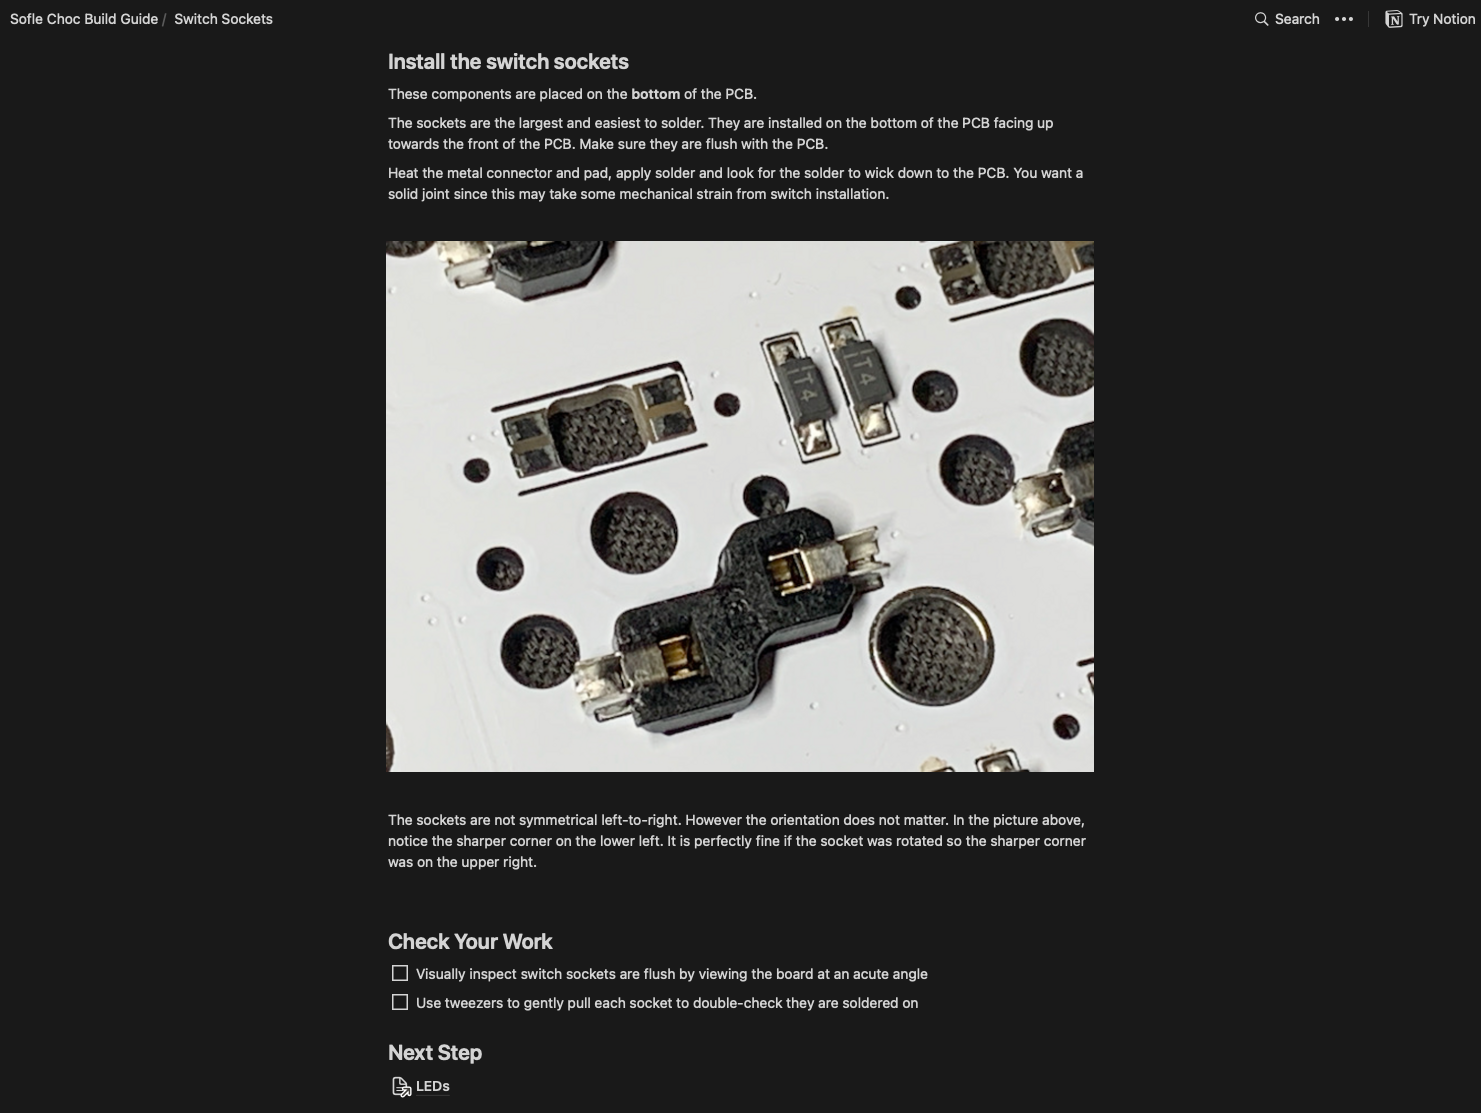 Sofle Choc Build Guide / Switch Sockets
Search
Try Notion
Install the switch sockets
These components are placed on the bottom of the PCB.
The sockets are the largest and easiest to solder. They are installed on the bottom of the PCB facing up
towards the front of the PCB. Make sure they are flush with the PCB.
Heat the metal connector and pad, apply solder and look for the solder to wick down to the PCB. You want a
solid joint since this may take some mechanical strain from switch installation.
T4
T4
The sockets are not symmetrical left-to-right. However the orientation does not matter. In the picture above,
notice the sharper corner on the lower left. It is perfectly fine if the socket was rotated so the sharper corner
was on the upper right.
Check Your Work
Visually inspect switch sockets are flush by viewing the board at an acute angle
Use tweezers to gently pull each socket to double-check they are soldered on
Next Step
LEDs